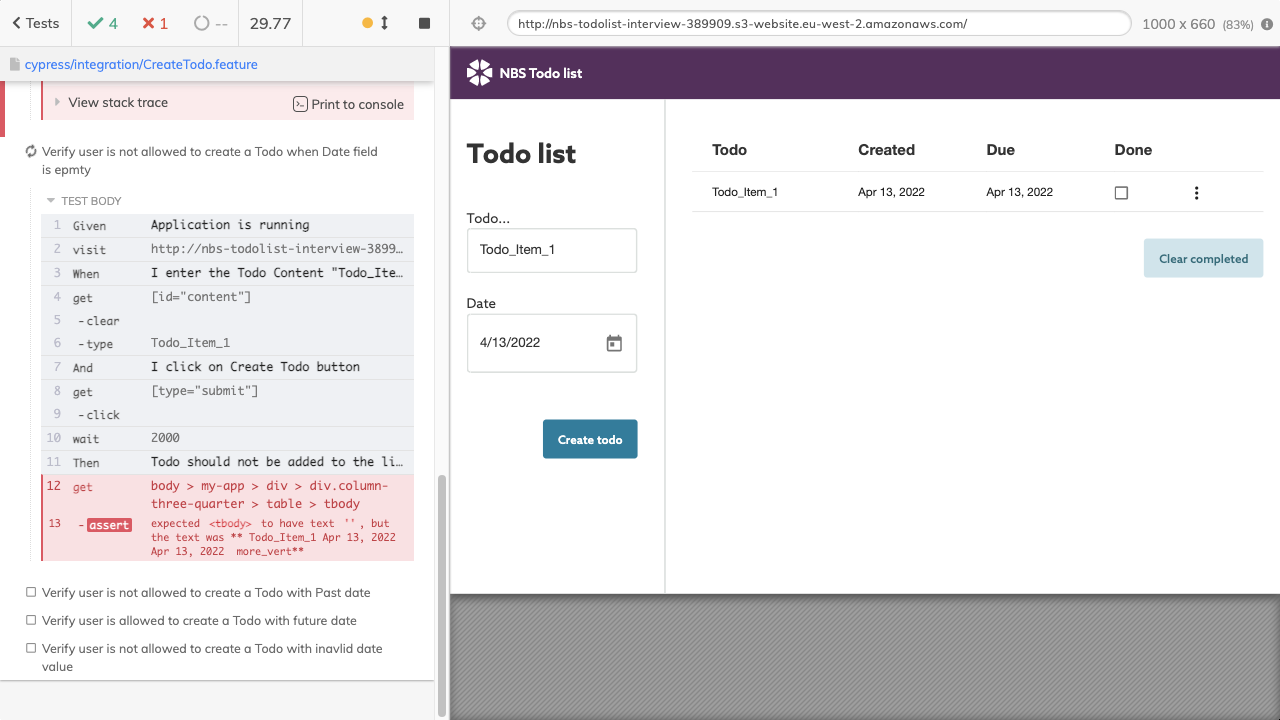 Tests
4
1
--
29.77
http://nbs-todolist-interview-389909.s3-website.eu-west-2.amazonaws.com/
1000 x 660 (83%)
cypress/integration/CreateTodo.feature
View stack trace
Print to console
Verify user is not allowed to create a Todo when Date field
is epmty
TEST BODY
1 Given Application is running
2 visit http://nbs-todolist-interview-3899…
3 When I enter the Todo Content "Todo_Ite…
4 get [id="content"]
5 - clear
6 - type Todo_Item_1
7 And I click on Create Todo button
8 get [type="submit"]
9 - click
10 wait 2000
11 Then Todo should not be added to the li…
12 get body > my-app > div > div.column-
three-quarter > table > tbody
13 - assert expected <tbody> to have text '', but
the text was ** Todo_Item_1 Apr 13, 2022
Apr 13, 2022 more_vert**
Verify user is not allowed to create a Todo with Past date
Verify user is allowed to create a Todo with future date
Verify user is not allowed to create a Todo with inavlid date
value
NBS Todo list
Todo list
Todo...
Todo_Item_1
Date
4/13/2022
Create todo
Todo Created Due Done
Todo_Item_1 Apr 13, 2022 Apr 13, 2022
Clear completed